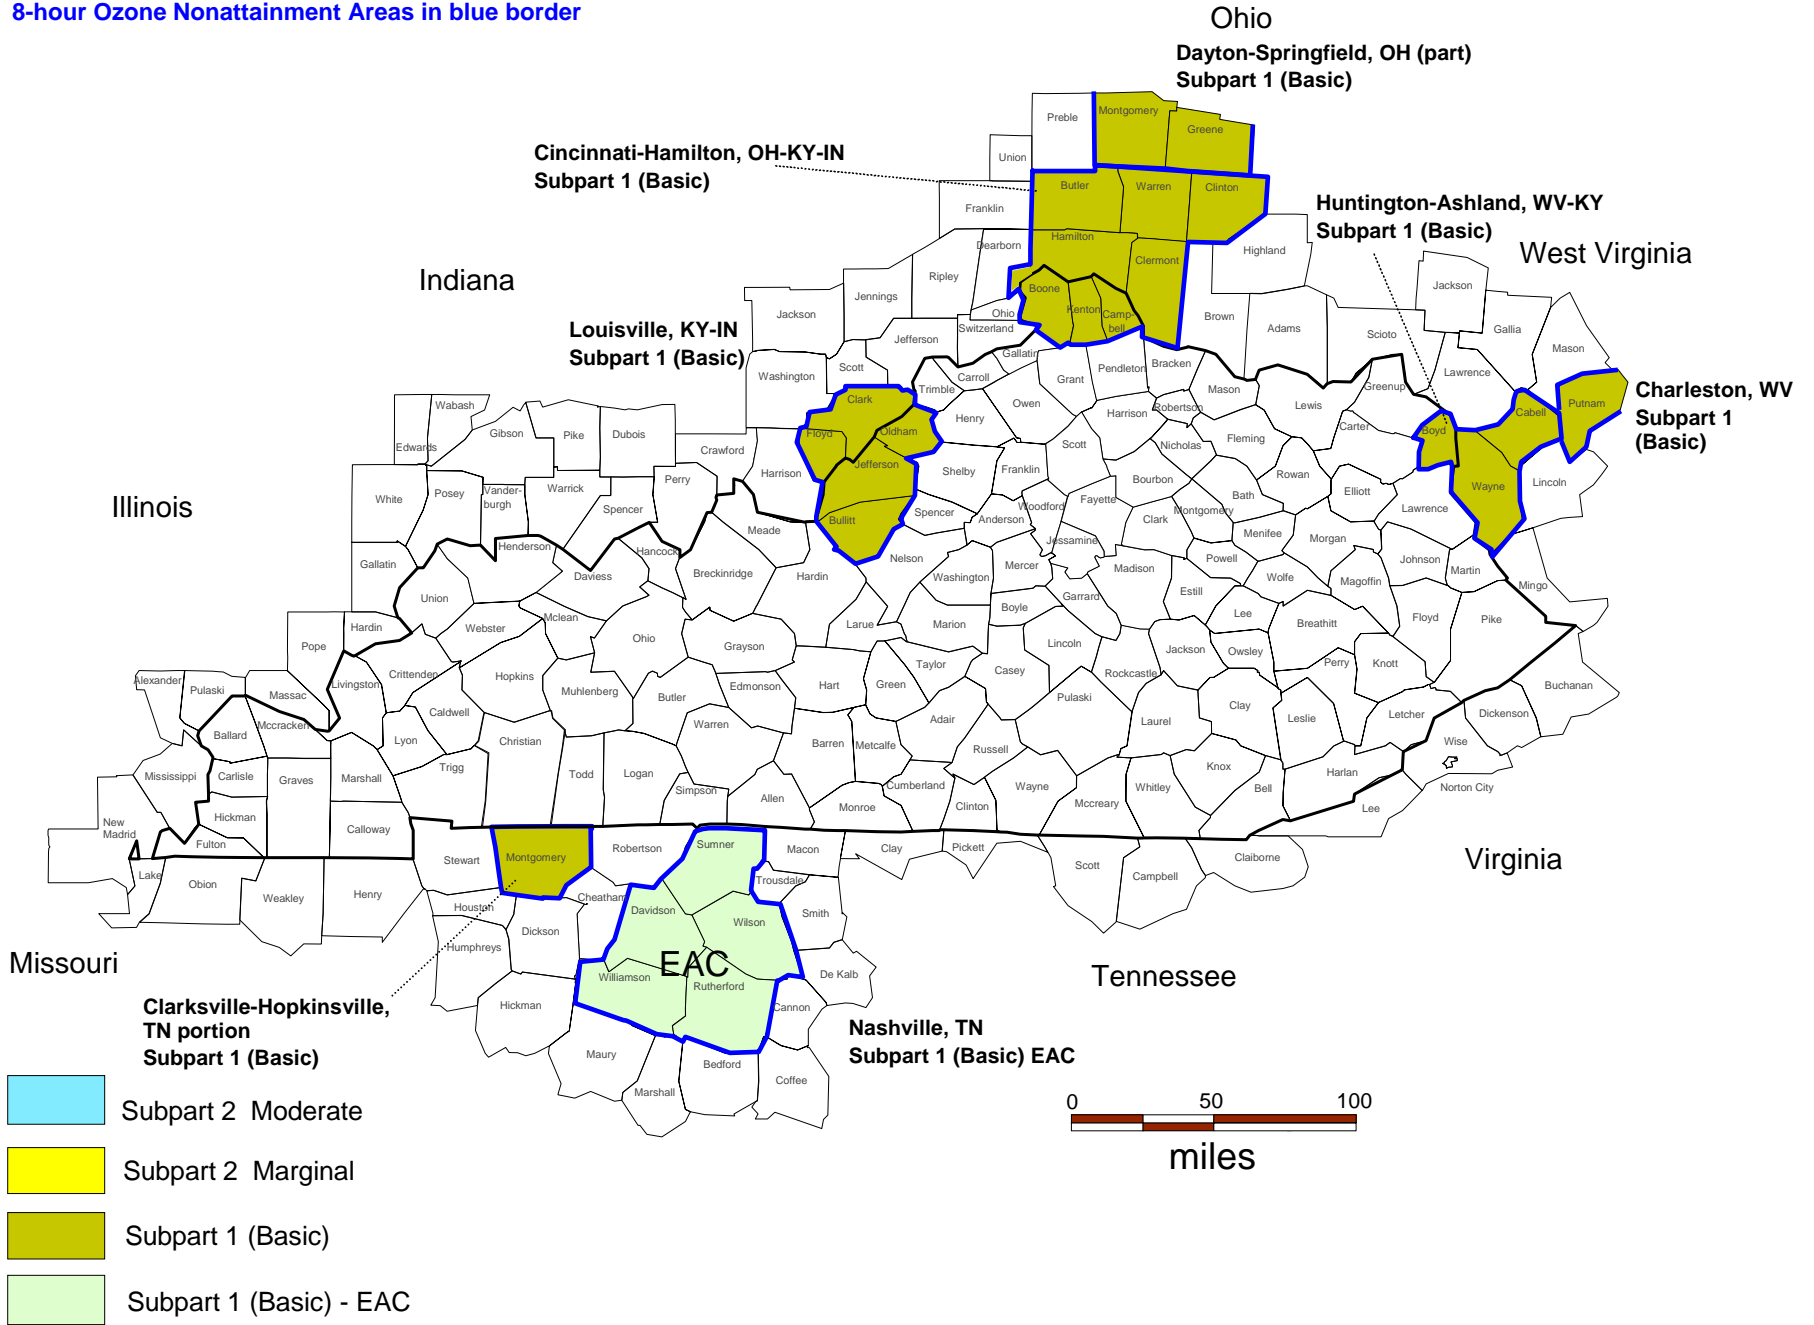 8-hour Ozone Nonattainment Areas in blue border
Ohio
Dayton-Springfield, OH (part)
Subpart 1 (Basic)
Cincinnati-Hamilton, OH-KY-IN
Subpart 1 (Basic)
Huntington-Ashland, WV-KY
Subpart 1 (Basic)
West Virginia
Indiana
Louisville, KY-IN
Subpart 1 (Basic)
Charleston, WV
Subpart 1
(Basic)
Illinois
Preble
Montgomery
Greene
Union
Butler
Warren
Clinton
Franklin
Hamilton
Dearborn
Clermont
Highland
Ripley
Boone
Kenton
Camp-
bell
Jennings
Jackson
Ohio
Switzerland
Brown
Adams
Scioto
Jackson
Gallia
Mason
Lawrence
Jefferson
Scott
Washington
Gallatin
Carroll
Trimble
Grant
Pendleton
Bracken
Mason
Lewis
Greenup
Putnam
Cabell
Boyd
Carter
Wayne
Lincoln
Clark
Floyd
Oldham
Jefferson
Bullitt
Henry
Owen
Harrison
Robertson
Nicholas
Fleming
Rowan
Elliott
Lawrence
Wabash
Edwards
Gibson
Pike
Dubois
Crawford
Harrison
White
Posey
Vander-
burgh
Warrick
Spencer
Perry
Shelby
Franklin
Scott
Bourbon
Bath
Spencer
Anderson
Woodford
Fayette
Clark
Montgomery
Menifee
Morgan
Jessamine
Meade
Hancock
Henderson
Daviess
Breckinridge
Hardin
Nelson
Washington
Mercer
Madison
Powell
Wolfe
Magoffin
Johnson
Martin
Mingo
Gallatin
Union
Webster
Mclean
Ohio
Grayson
Larue
Marion
Boyle
Garrard
Estill
Lee
Breathitt
Floyd
Pike
Hardin
Pope
Crittenden
Hopkins
Muhlenberg
Butler
Edmonson
Hart
Green
Taylor
Casey
Lincoln
Rockcastle
Jackson
Owsley
Perry
Knott
Buchanan
Alexander
Pulaski
Massac
Livingston
Caldwell
Warren
Adair
Pulaski
Laurel
Clay
Leslie
Letcher
Dickenson
Wise
Ballard
Mccracken
Lyon
Christian
Barren
Metcalfe
Russell
Mississippi
Carlisle
Graves
Marshall
Trigg
Todd
Logan
Simpson
Allen
Monroe
Cumberland
Clinton
Wayne
Mccreary
Whitley
Knox
Bell
Harlan
Lee
Norton City
New
Madrid
Hickman
Fulton
Calloway
Lake
Obion
Weakley
Henry
Stewart
Montgomery
Robertson
Sumner
Macon
Clay
Pickett
Scott
Campbell
Claiborne
Virginia
Trousdale
Houston
Cheatham
Davidson
Wilson
Smith
Humphreys
Dickson
Missouri
EAC
Williamson
Rutherford
De Kalb
Tennessee
Hickman
Cannon
Clarksville-Hopkinsville,
TN portion
Subpart 1 (Basic)
Nashville, TN
Subpart 1 (Basic) EAC
Maury
Bedford
Marshall
Coffee
0 50 100
miles
Subpart 2 Moderate
Subpart 2 Marginal
Subpart 1 (Basic)
Subpart 1 (Basic) - EAC